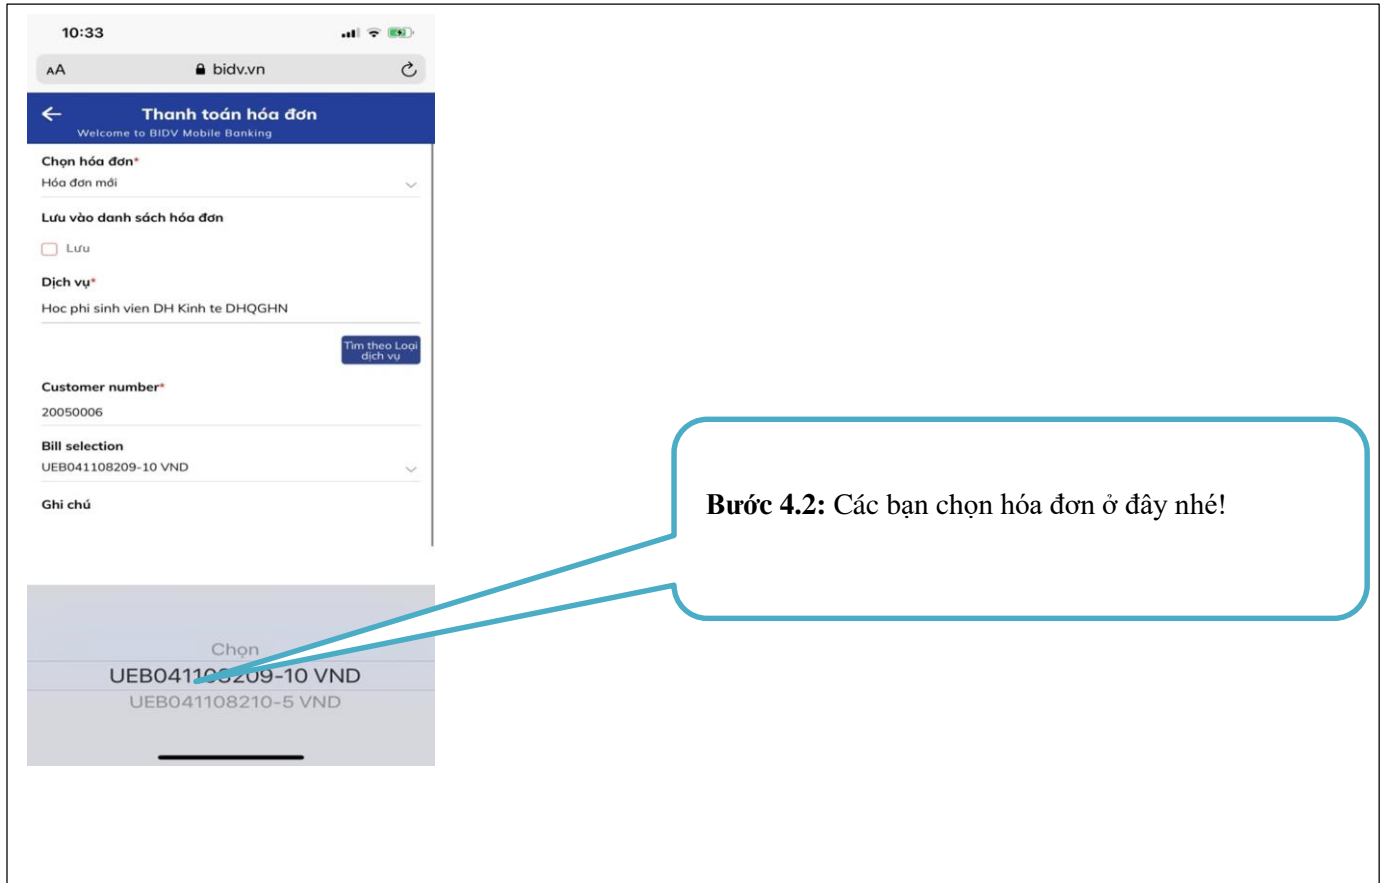 10:33
AA bidv.vn
Thanh toán hóa đơn
Welcome to BIDV Mobile Banking
Chọn hóa đơn*
Hóa đơn mới
Lưu vào danh sách hóa đơn
Lưu
Dịch vụ*
Hoc phi sinh vien DH Kinh te DHQGHN
Tìm theo Loại
dịch vụ
Customer number*
20050006
Bill selection
UEB041108209-10 VND
Ghi chú
Bước 4.2: Các bạn chọn hóa đơn ở đây nhé!
Chọn
UEB041108209-10 VND
UEB041108210-5 VND